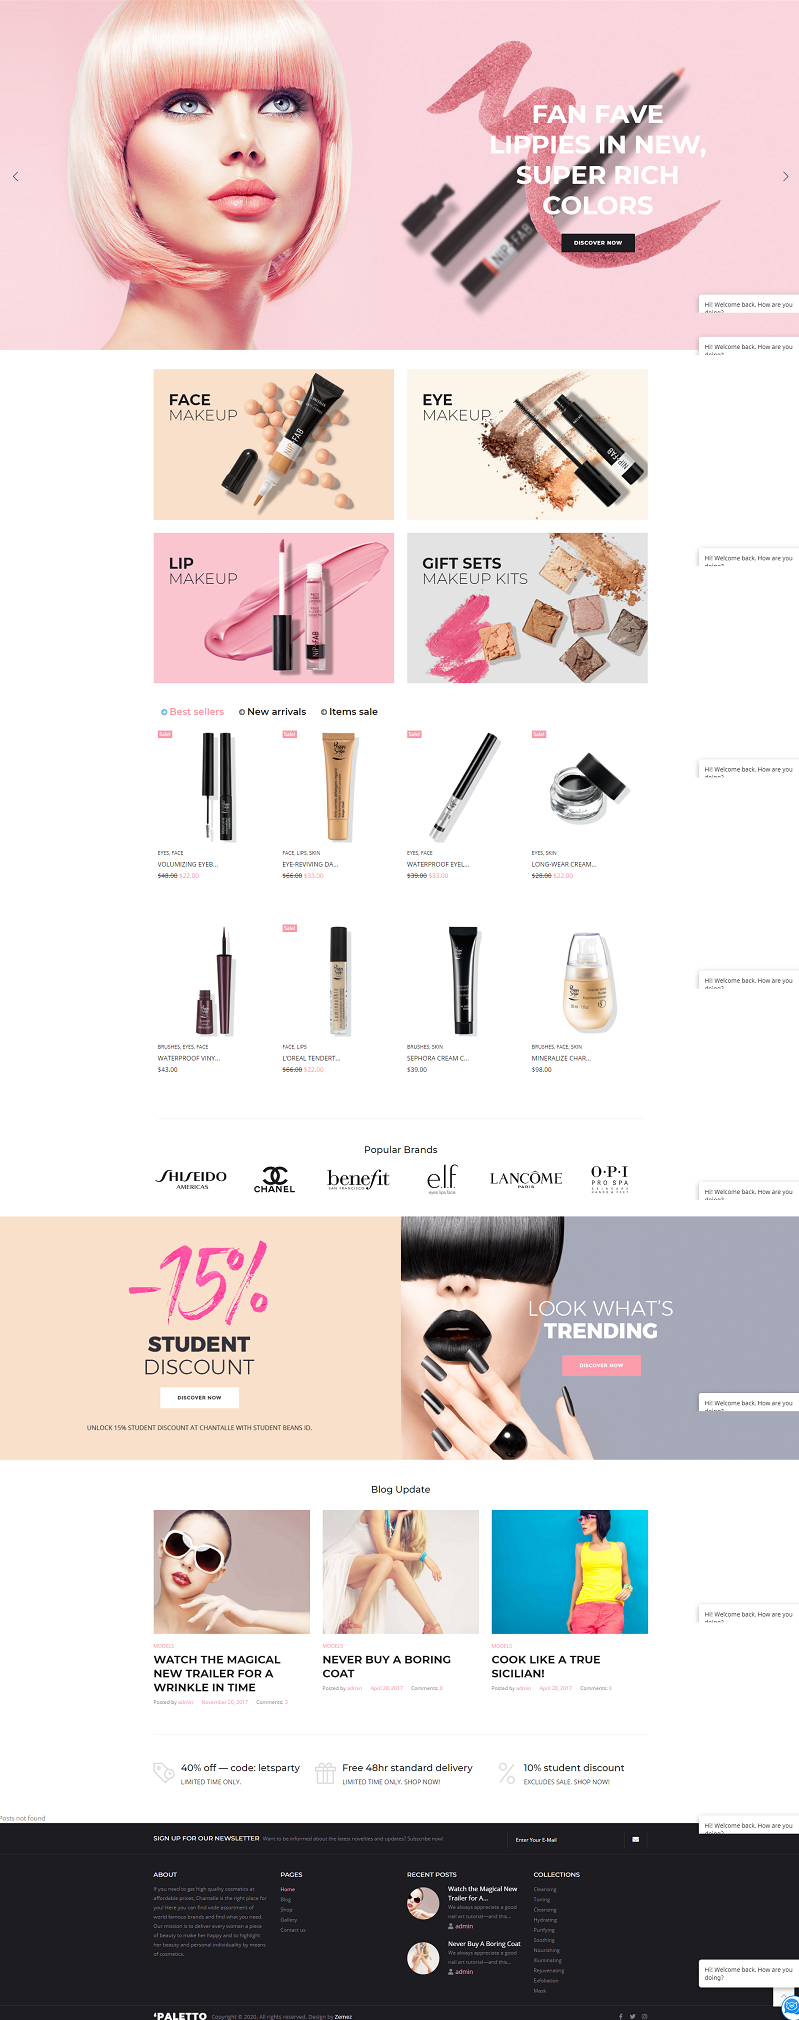 FAN FAVE
LIPPIES IN NEW,
SUPER RICH
COLORS
NIP+FAB
DISCOVER NOW
Hi! Welcome back. How are you
doing?
Hi! Welcome back. How are you
doing?
FACE
MAKEUP
NIP+FAB
EYE
MAKEUP
NIP+FAB
LIP
MAKEUP
NIP+FAB
GIFT SETS
MAKEUP KITS
Hi! Welcome back. How are you
doing?
Best sellers New arrivals Items sale
Sale! Sale! Sale! Sale!
Hi! Welcome back. How are you
doing?
EYES, FACE
VOLUMIZING EYEB...
$48.00 $22.00
FACE, LIPS, SKIN
EYE-REVIVING DA...
$66.00 $33.00
EYES, FACE
WATERPROOF EYEL...
$39.00 $33.00
EYES, SKIN
LONG-WEAR CREAM...
$28.00 $22.00
Sale!
Hi! Welcome back. How are you
doing?
BRUSHES, EYES, FACE
WATERPROOF VINY...
$43.00
FACE, LIPS
L'OREAL TENDERT...
$66.00 $22.00
BRUSHES, SKIN
SEPHORA CREAM C...
$39.00
BRUSHES, FACE, SKIN
MINERALIZE CHAR...
$98.00
Popular Brands
SHISEIDO
AMERICAS
CHANEL
benefit
SAN FRANCISCO
e.l.f.
eyes lips face
LANCÔME
PARIS
O·P·I
PRO SPA
SKINCARE
HANDS & FEET
Hi! Welcome back. How are you
doing?
-15%
STUDENT
DISCOUNT
DISCOVER NOW
UNLOCK 15% STUDENT DISCOUNT AT CHANTALLE WITH STUDENT BEANS ID.
LOOK WHAT'S
TRENDING
DISCOVER NOW
Hi! Welcome back. How are you
doing?
Blog Update
Hi! Welcome back. How are you
doing?
MODELS
WATCH THE MAGICAL
NEW TRAILER FOR A
WRINKLE IN TIME
Posted by admin November 20, 2017 Comments: 3
MODELS
NEVER BUY A BORING
COAT
Posted by admin April 20, 2017 Comments: 0
MODELS
COOK LIKE A TRUE
SICILIAN!
Posted by admin April 20, 2017 Comments: 0
40% off — code: letsparty
LIMITED TIME ONLY.
Free 48hr standard delivery
LIMITED TIME ONLY. SHOP NOW!
10% student discount
EXCLUDES SALE. SHOP NOW!
Posts not found
Hi! Welcome back. How are you
doing?
SIGN UP FOR OUR NEWSLETTER Want to be informed about the latest novelties and updates? Subscribe now!
Enter Your E-Mail
ABOUT
If you need to get high quality cosmetics at
affordable prices, Chantalle is the right place for
you! Here you can find wide assortment of
world famous brands and find what you need.
Our mission is to deliver every woman a piece
of beauty to make her happy and to highlight
her beauty and personal individuality by means
of cosmetics.
PAGES
Home
Blog
Shop
Gallery
Contact us
RECENT POSTS
Watch the Magical New
Trailer for A...
We always appreciate a good
nail art tutorial—and this...
admin
Never Buy A Boring Coat
We always appreciate a good
nail art tutorial—and this...
admin
COLLECTIONS
Cleansing
Toning
Cleansing
Hydrating
Purifying
Soothing
Nourishing
Illuminating
Rejuvenating
Exfoliation
Mask
Hi! Welcome back. How are you
doing?
'PALETTO Copyright © 2020. All rights reserved. Design by Zemez